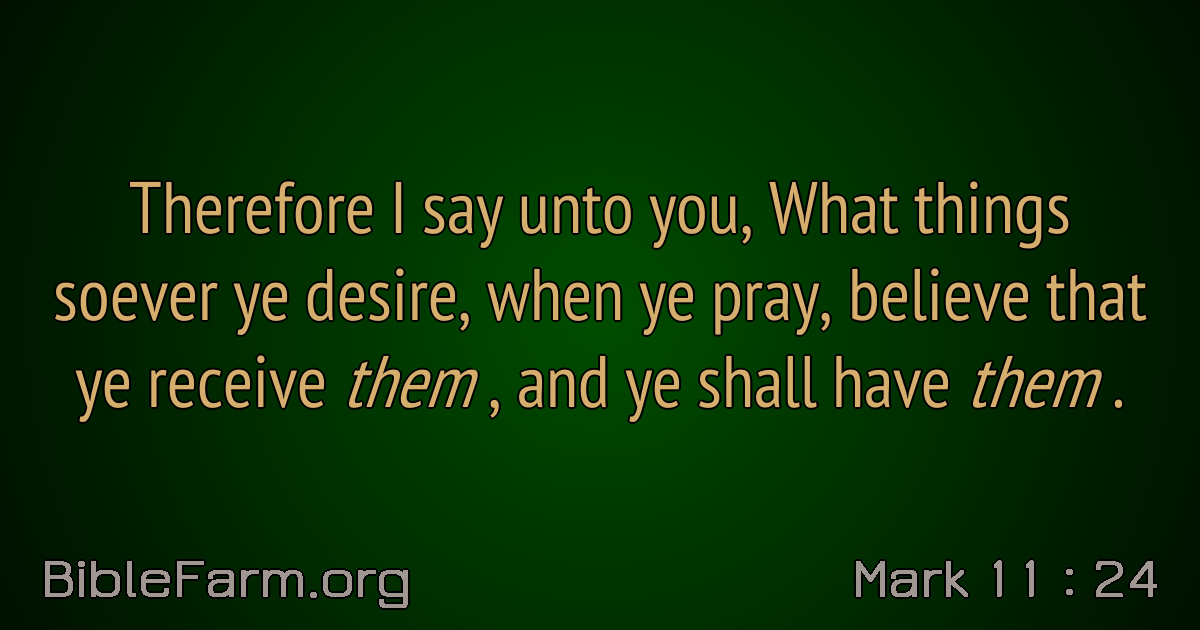 Therefore I say unto you, What things
soever ye desire, when ye pray, believe that
ye receive them , and ye shall have them .
BibleFarm.org
Mark 11 : 24